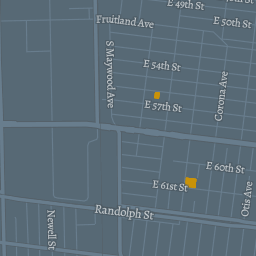 E 49th St
E 50th St
Fruitland Ave
E 54th St
S Maywood Ave
Corona Ave
E 57th St
E 60th St
E 61st St
Otis Ave
Randolph St
Newell St